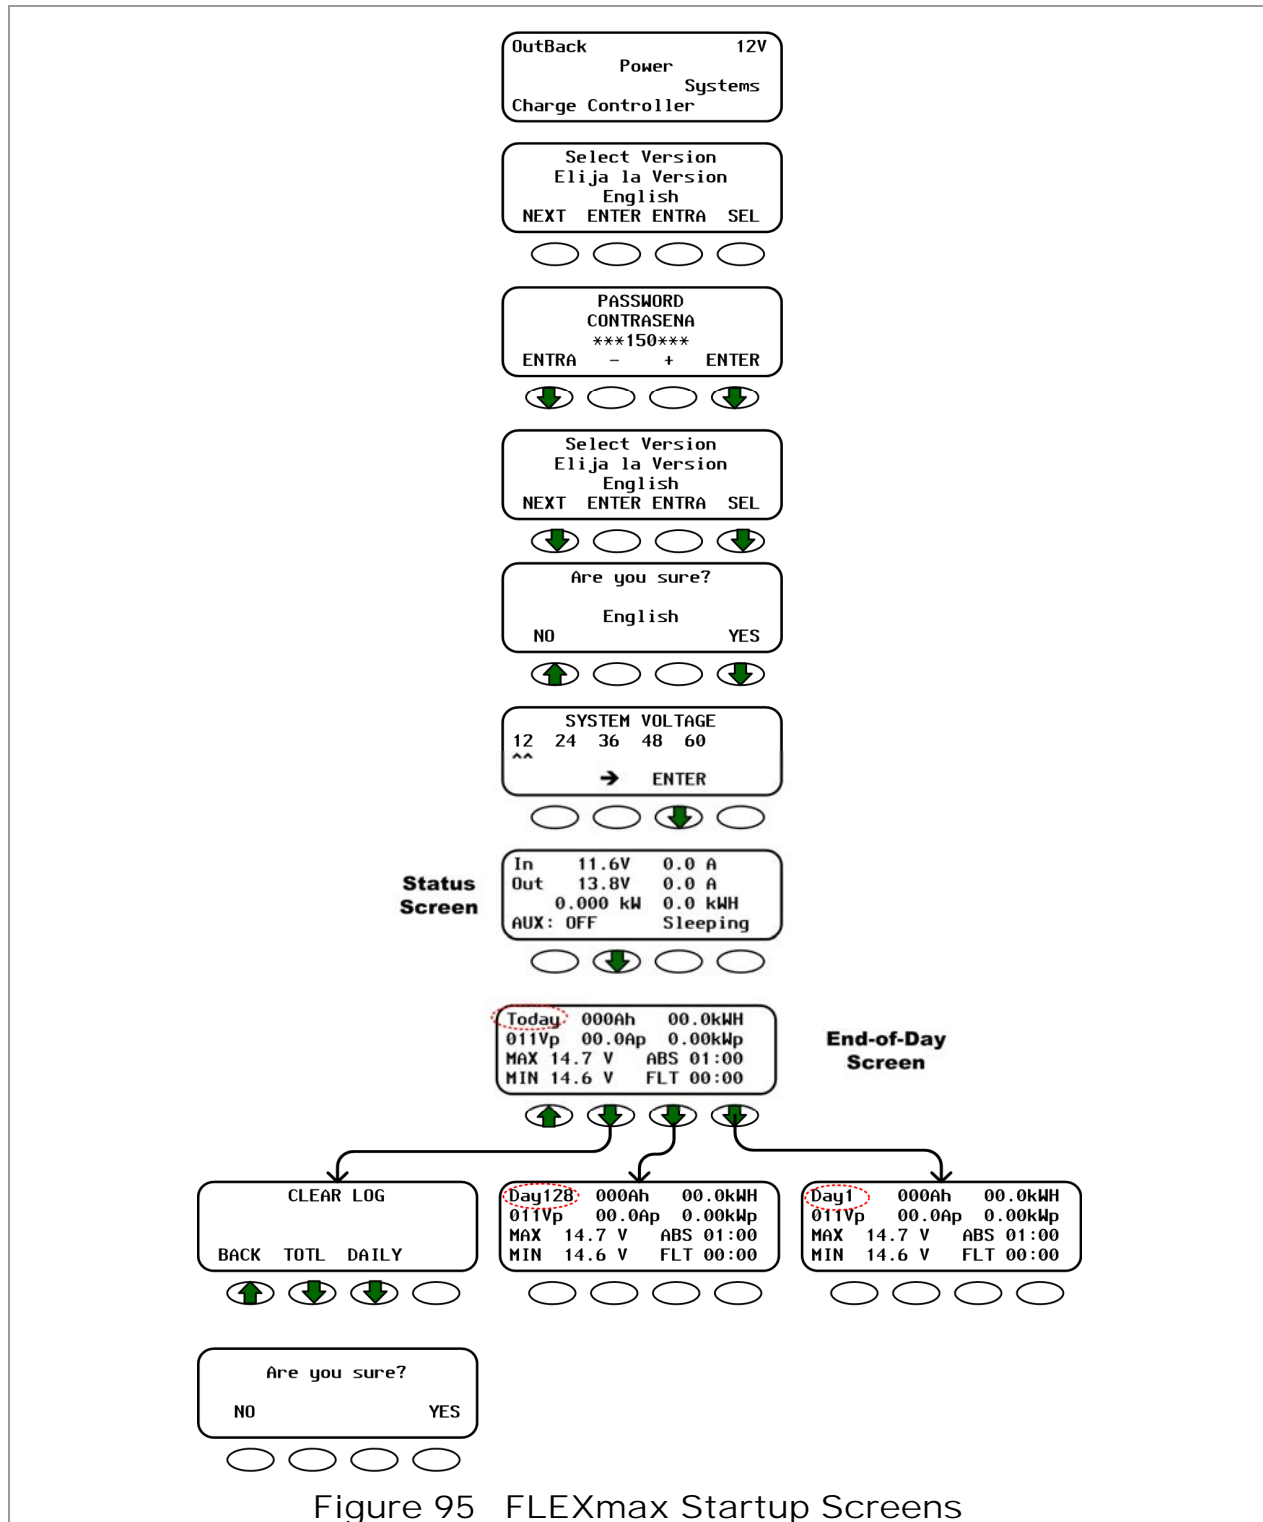 OutBack 12V
Power
Systems
Charge Controller
Select Version
Elija la Version
English
NEXT ENTER ENTRA SEL
PASSWORD
CONTRASENA
***150***
ENTRA - + ENTER
Select Version
Elija la Version
English
NEXT ENTER ENTRA SEL
Are you sure?
English
NO YES
SYSTEM VOLTAGE
12 24 36 48 60
^^
➔ ENTER
Status
Screen
In 11.6V 0.0 A
Out 13.8V 0.0 A
0.000 kW 0.0 kWH
AUX: OFF Sleeping
Today 000Ah 00.0kWH
011Vp 00.0Ap 0.00kWp
MAX 14.7 V ABS 01:00
MIN 14.6 V FLT 00:00
End-of-Day
Screen
CLEAR LOG
BACK TOTL DAILY
Day128 000Ah 00.0kWH
011Vp 00.0Ap 0.00kWp
MAX 14.7 V ABS 01:00
MIN 14.6 V FLT 00:00
Day1 000Ah 00.0kWH
011Vp 00.0Ap 0.00kWp
MAX 14.7 V ABS 01:00
MIN 14.6 V FLT 00:00
Are you sure?
NO YES
Figure 95 FLEXmax Startup Screens